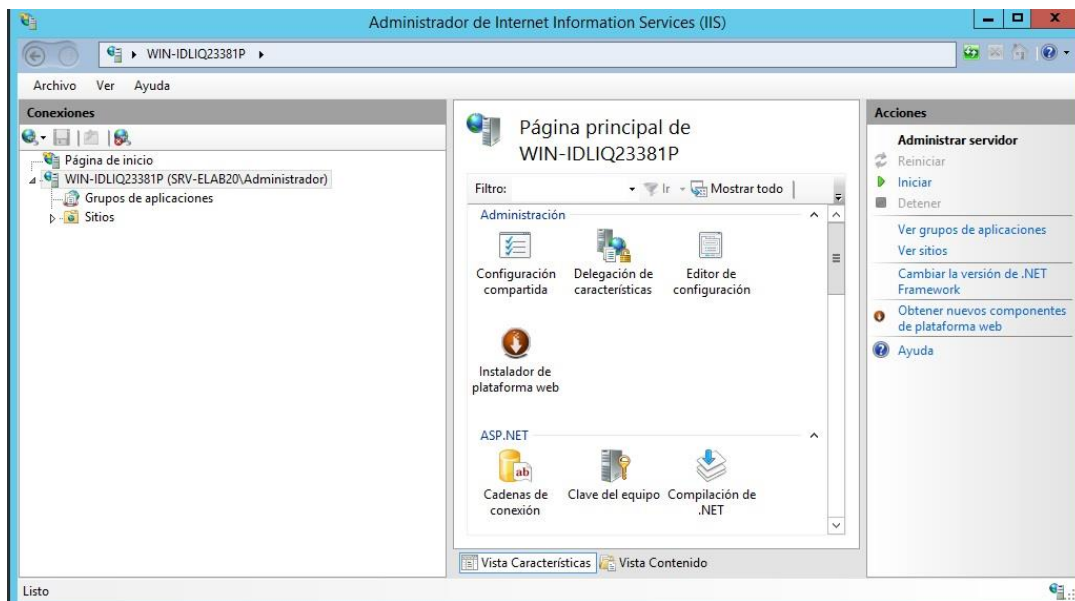 Administrador de Internet Information Services (IIS)
WIN-IDLIQ23381P
Archivo Ver Ayuda
Conexiones
Página de inicio
WIN-IDLIQ23381P (SRV-ELAB20\Administrador)
Grupos de aplicaciones
Sitios
Página principal de
WIN-IDLIQ23381P
Filtro: Ir Mostrar todo
Administración
Configuración
compartida
Delegación de
características
Editor de
configuración
Instalador de
plataforma web
ASP.NET
Cadenas de
conexión
Clave del equipo
Compilación de
.NET
Vista Características Vista Contenido
Acciones
Administrar servidor
Reiniciar
Iniciar
Detener
Ver grupos de aplicaciones
Ver sitios
Cambiar la versión de .NET
Framework
Obtener nuevos componentes
de plataforma web
Ayuda
Listo